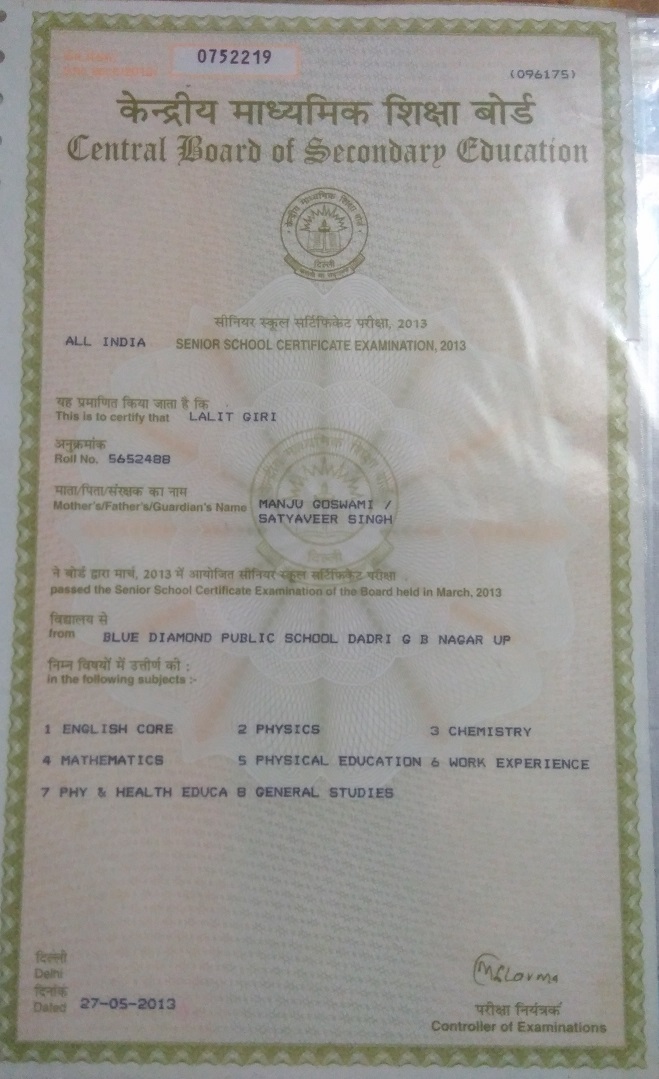 0752219
(096175)
केन्द्रीय माध्यमिक शिक्षा बोर्ड
Central Board of Secondary Education
केन्द्रीय माध्यमिक शिक्षा बोर्ड
दिल्ली
सीनियर स्कूल सर्टिफिकेट परीक्षा, 2013
ALL INDIA SENIOR SCHOOL CERTIFICATE EXAMINATION, 2013
यह प्रमाणित किया जाता है कि
This is to certify that LALIT GIRI
अनुक्रमांक
Roll No. 5652488
माता/पिता/संरक्षक का नाम
Mother's/Father's/Guardian's Name MANJU GOSWAMI /
SATYAVEER SINGH
ने बोर्ड द्वारा मार्च, 2013 में आयोजित सीनियर स्कूल सर्टिफिकेट परीक्षा
passed the Senior School Certificate Examination of the Board held in March, 2013
विद्यालय से
from BLUE DIAMOND PUBLIC SCHOOL DADRI G B NAGAR UP
निम्न विषयों में उत्तीर्ण की :
in the following subjects :-
1 ENGLISH CORE 2 PHYSICS 3 CHEMISTRY
4 MATHEMATICS 5 PHYSICAL EDUCATION 6 WORK EXPERIENCE
7 PHY & HEALTH EDUCA 8 GENERAL STUDIES
दिल्ली
Delhi
दिनांक
Dated 27-05-2013
परीक्षा नियंत्रक
Controller of Examinations